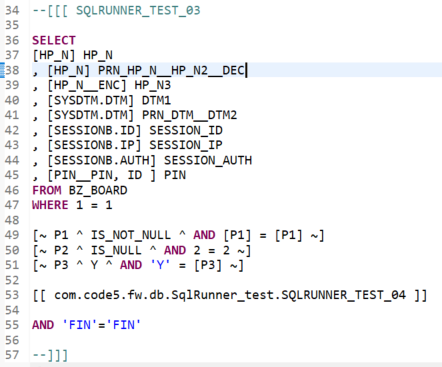 34 --[[[ SQLRUNNER_TEST_03
35
36 SELECT
37 [HP_N] HP_N
38 , [HP_N] PRN_HP_N__HP_N2__DEC
39 , [HP_N__ENC] HP_N3
40 , [SYSDTM.DTM] DTM1
41 , [SYSDTM.DTM] PRN_DTM__DTM2
42 , [SESSIONB.ID] SESSION_ID
43 , [SESSIONB.IP] SESSION_IP
44 , [SESSIONB.AUTH] SESSION_AUTH
45 , [PIN__PIN, ID ] PIN
46 FROM BZ_BOARD
47 WHERE 1 = 1
48
49 [~ P1 ^ IS_NOT_NULL ^ AND [P1] = [P1] ~]
50 [~ P2 ^ IS_NULL ^ AND 2 = 2 ~]
51 [~ P3 ^ Y ^ AND 'Y' = [P3] ~]
52
53 [[ com.code5.fw.db.SqlRunner_test.SQLRUNNER_TEST_04 ]]
54
55 AND 'FIN'='FIN'
56
57 --]]]